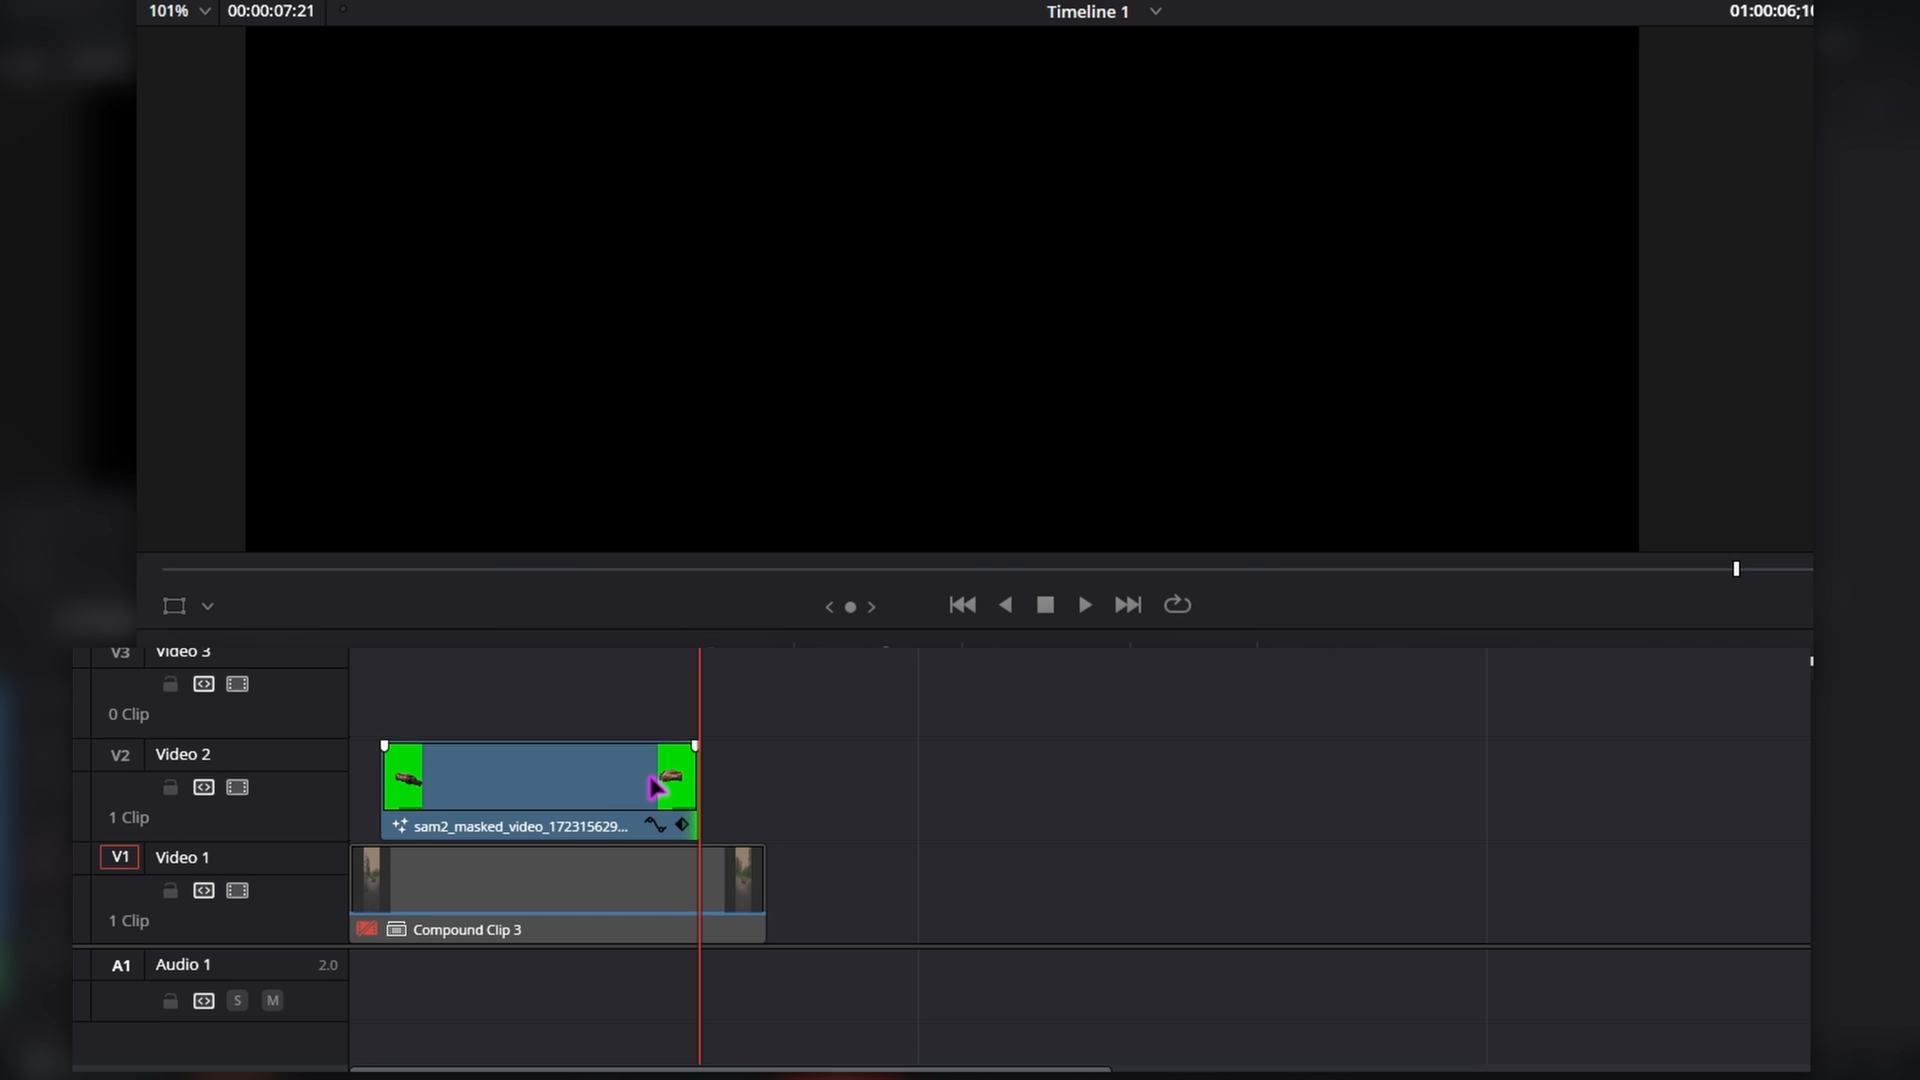 101% 00:00:07:21 Timeline 1 01:00:06;1
V3 Video 3
0 Clip
V2 Video 2
1 Clip
sam2_masked_video_172315629...
V1 Video 1
1 Clip
Compound Clip 3
A1 Audio 1 2.0
S M